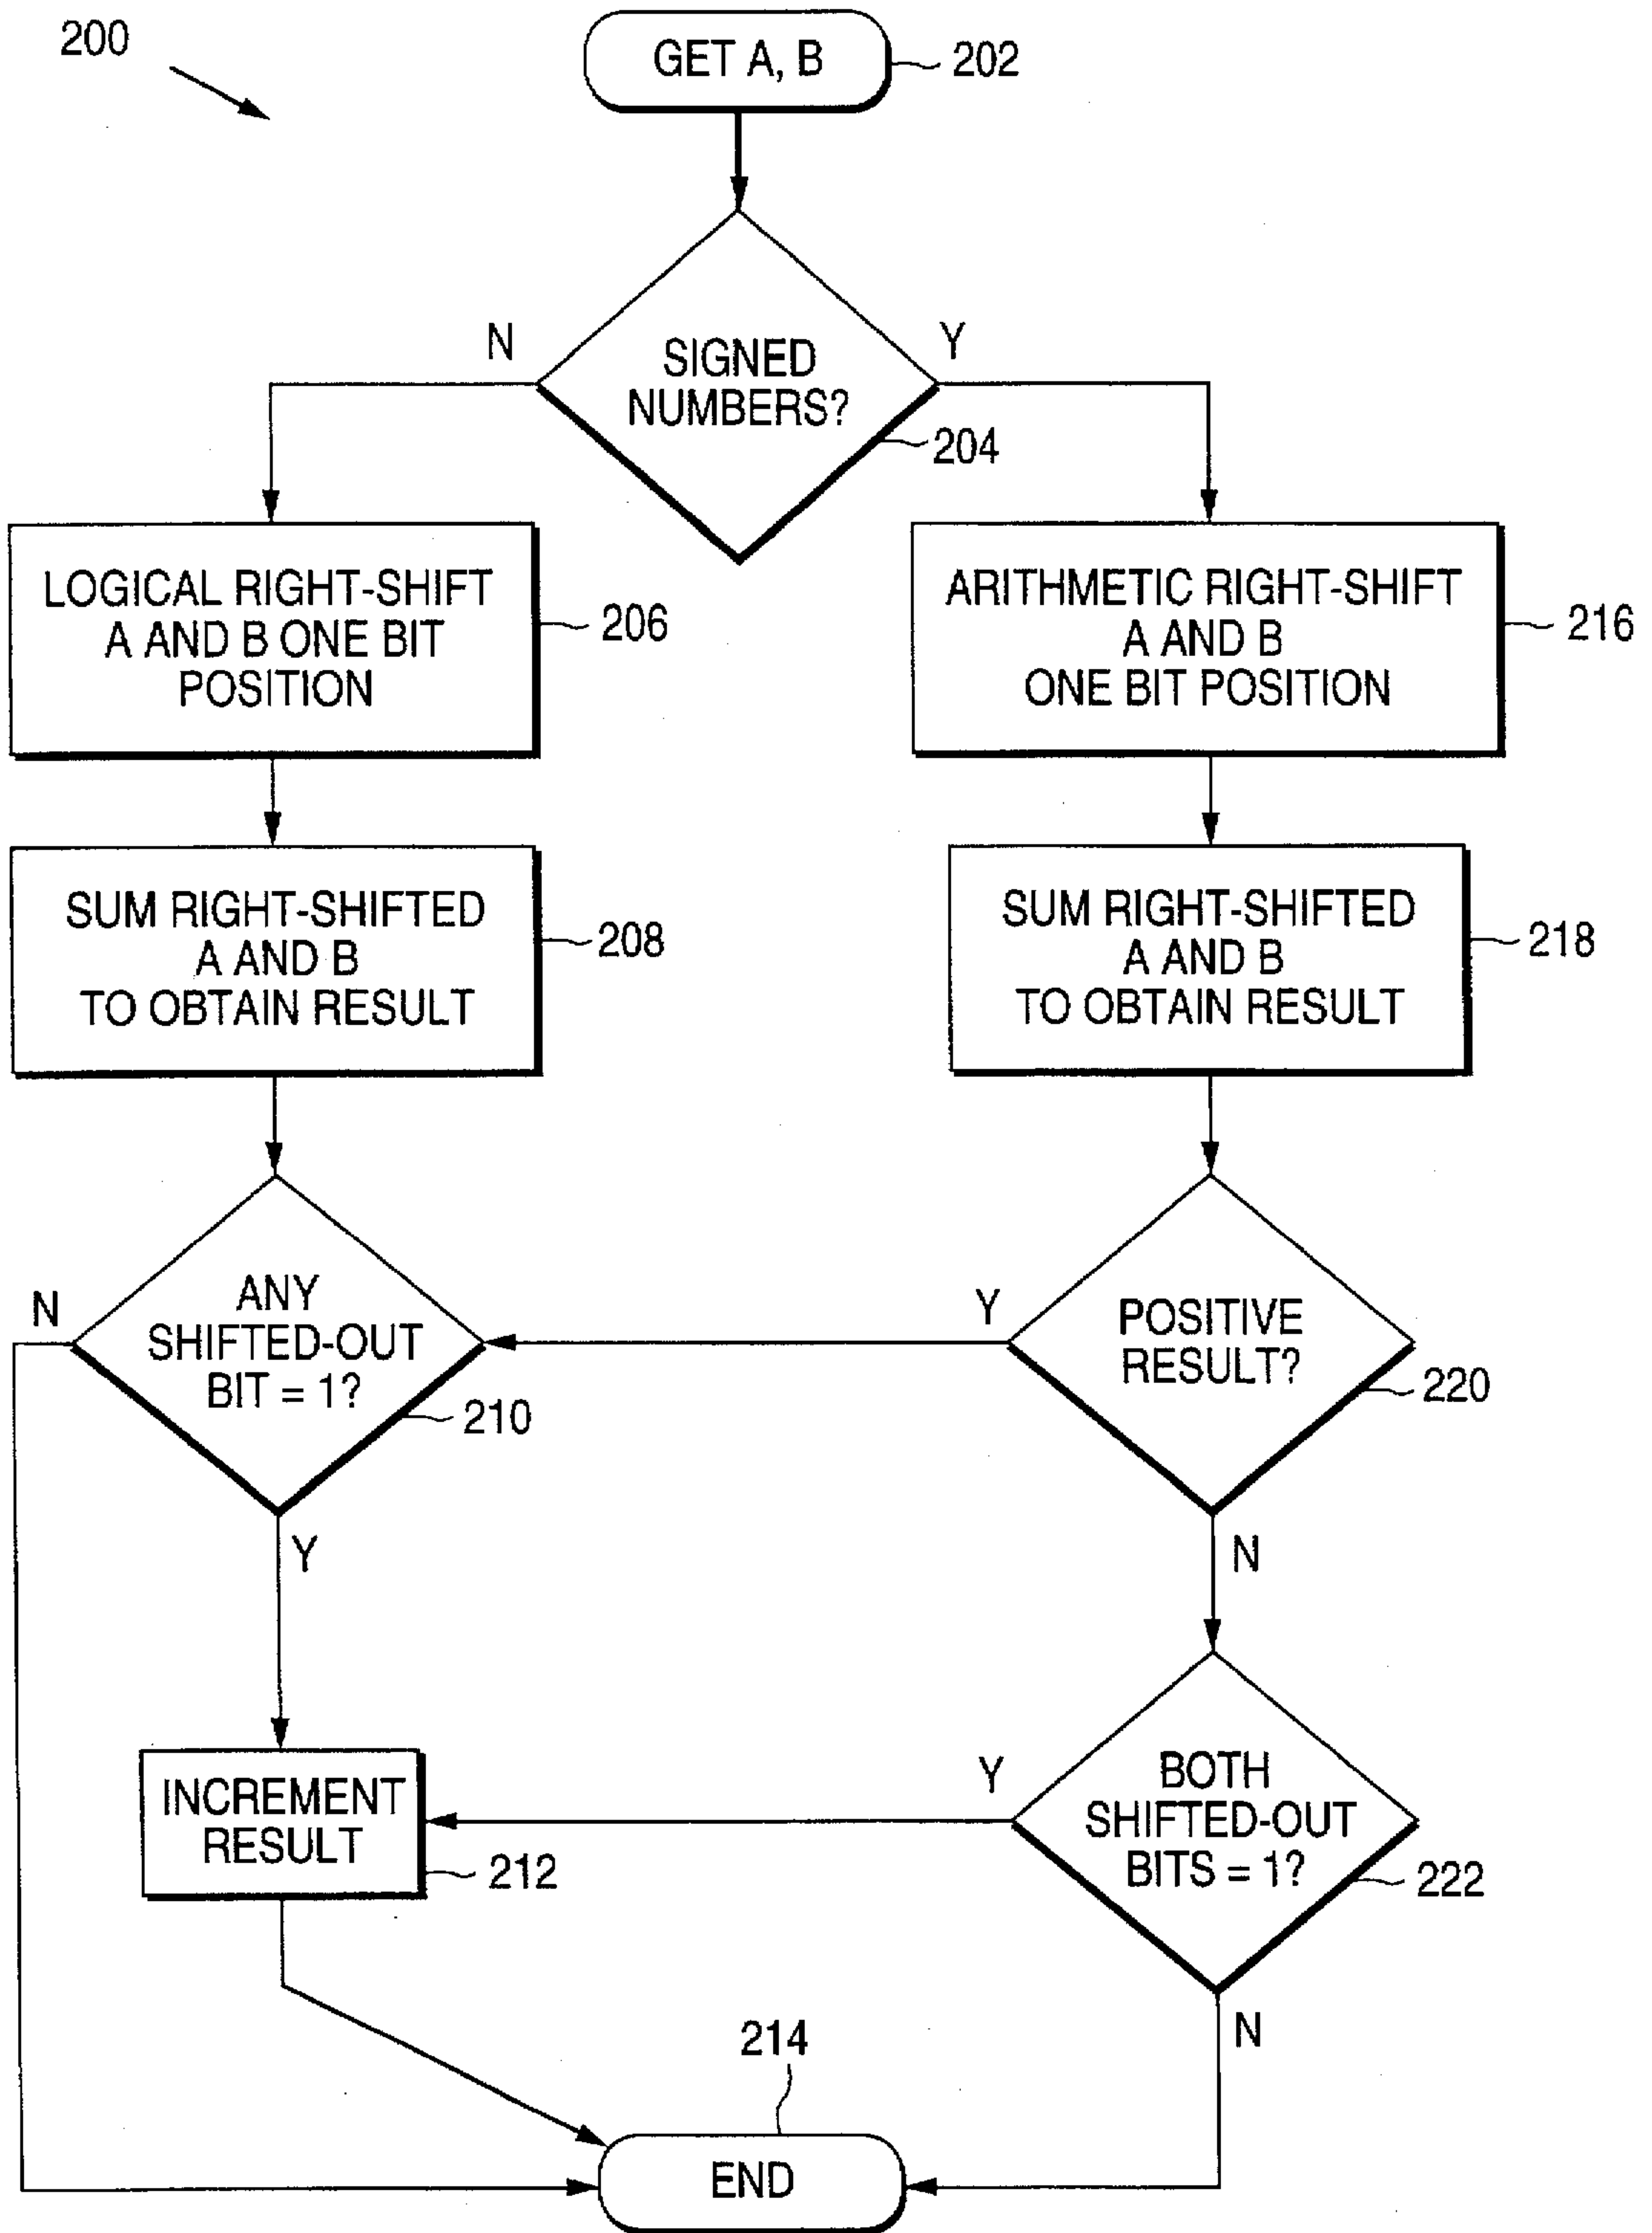 200
GET A, B
202
N
Y
SIGNED
NUMBERS?
204
LOGICAL RIGHT-SHIFT
A AND B ONE BIT
POSITION
206
ARITHMETIC RIGHT-SHIFT
A AND B
ONE BIT POSITION
216
SUM RIGHT-SHIFTED
A AND B
TO OBTAIN RESULT
208
SUM RIGHT-SHIFTED
A AND B
TO OBTAIN RESULT
218
N
ANY
SHIFTED-OUT
BIT = 1?
210
Y
Y
POSITIVE
RESULT?
220
N
INCREMENT
RESULT
212
Y
BOTH
SHIFTED-OUT
BITS = 1?
222
N
214
END